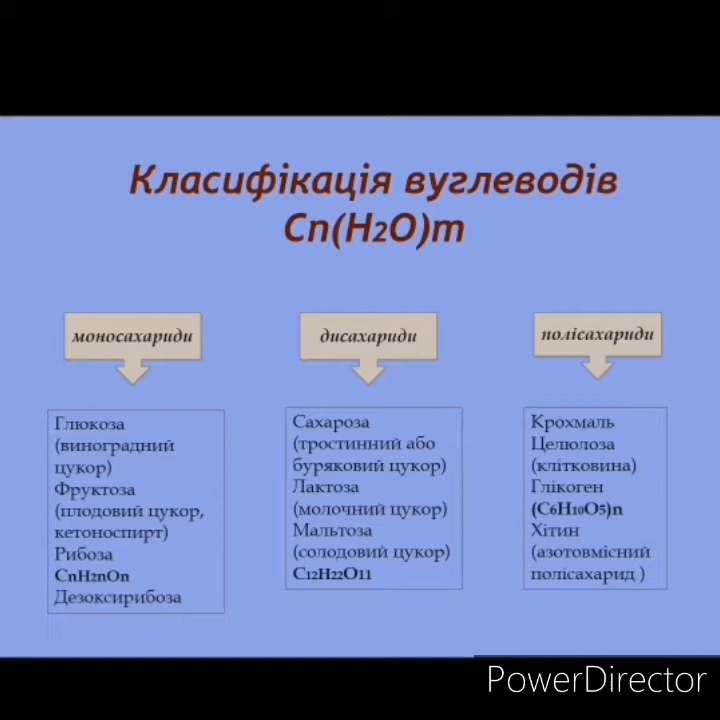 Класифікація вуглеводів
Cn(H2O)m
моносахариди
Глюкоза
(виноградний
цукор)
Фруктоза
(плодовий цукор,
кетоноспирт)
Рибоза
CnH2nOn
Дезоксирибоза
дисахариди
Сахароза
(тростинний або
буряковий цукор)
Лактоза
(молочний цукор)
Мальтоза
(солодовий цукор)
C12H22O11
полісахариди
Крохмаль
Целюлоза
(клітковина)
Глікоген
(C6H10O5)n
Хітин
(азотовмісний
полісахарид )
PowerDirector